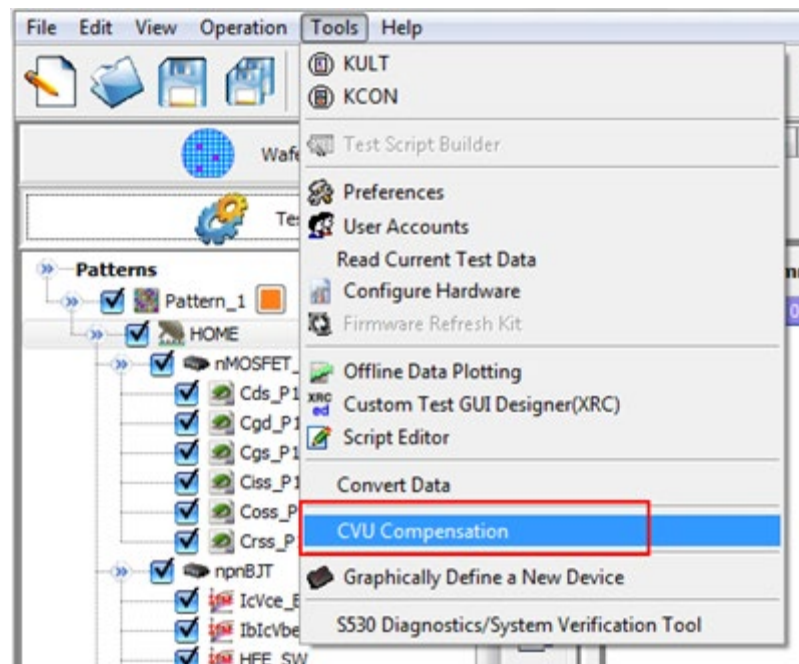 File Edit View Operation Tools Help
KULT
KCON
Test Script Builder
Preferences
User Accounts
Read Current Test Data
Configure Hardware
Firmware Refresh Kit
Offline Data Plotting
XRC
ed
Custom Test GUI Designer(XRC)
Script Editor
Convert Data
CVU Compensation
Graphically Define a New Device
S530 Diagnostics/System Verification Tool
Patterns
Pattern_1
HOME
nMOSFET_
Cds_P1
Cgd_P1
Cgs_P1
Ciss_P1
Coss_P
Crss_P
npnBJT
IcVce_
IbIcVbe
HFE_SW